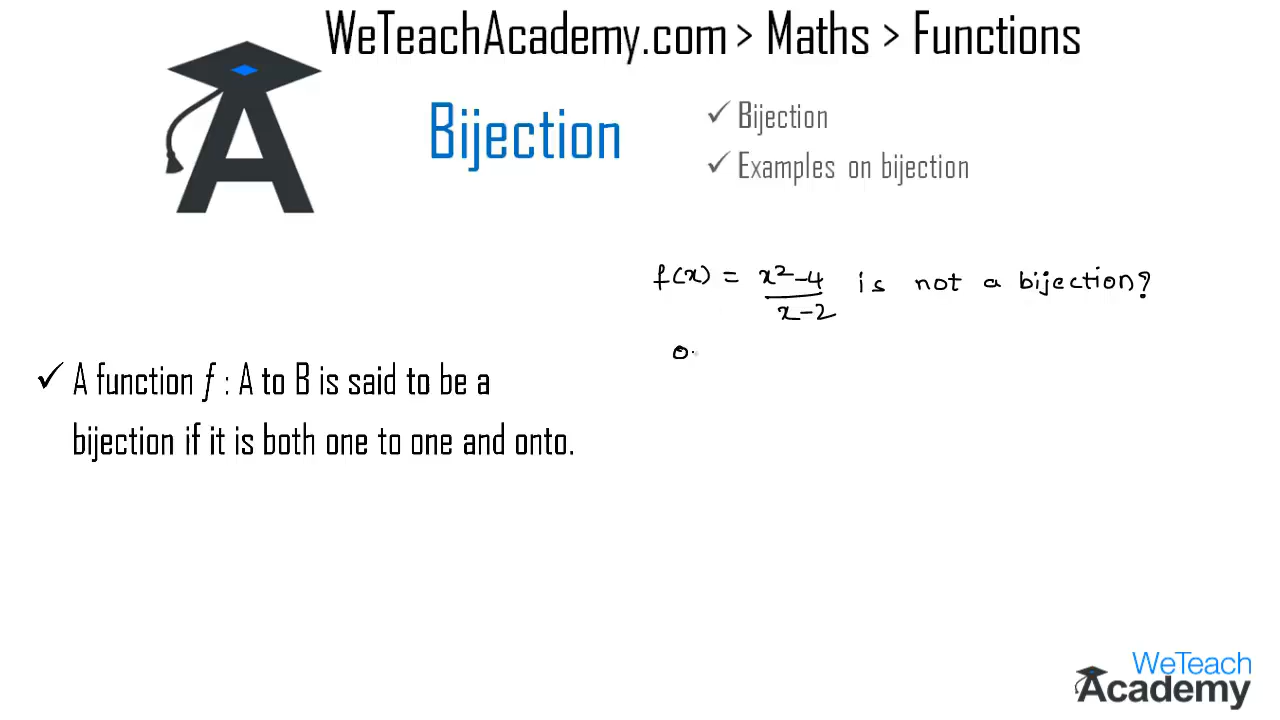 WeTeachAcademy.com > Maths > Functions
Bijection
✓ Bijection
✓ Examples on bijection
f(x) = x²-4 / x-2 is not a bijection?
✓ A function f : A to B is said to be a
bijection if it is both one to one and onto.
WeTeach
Academy